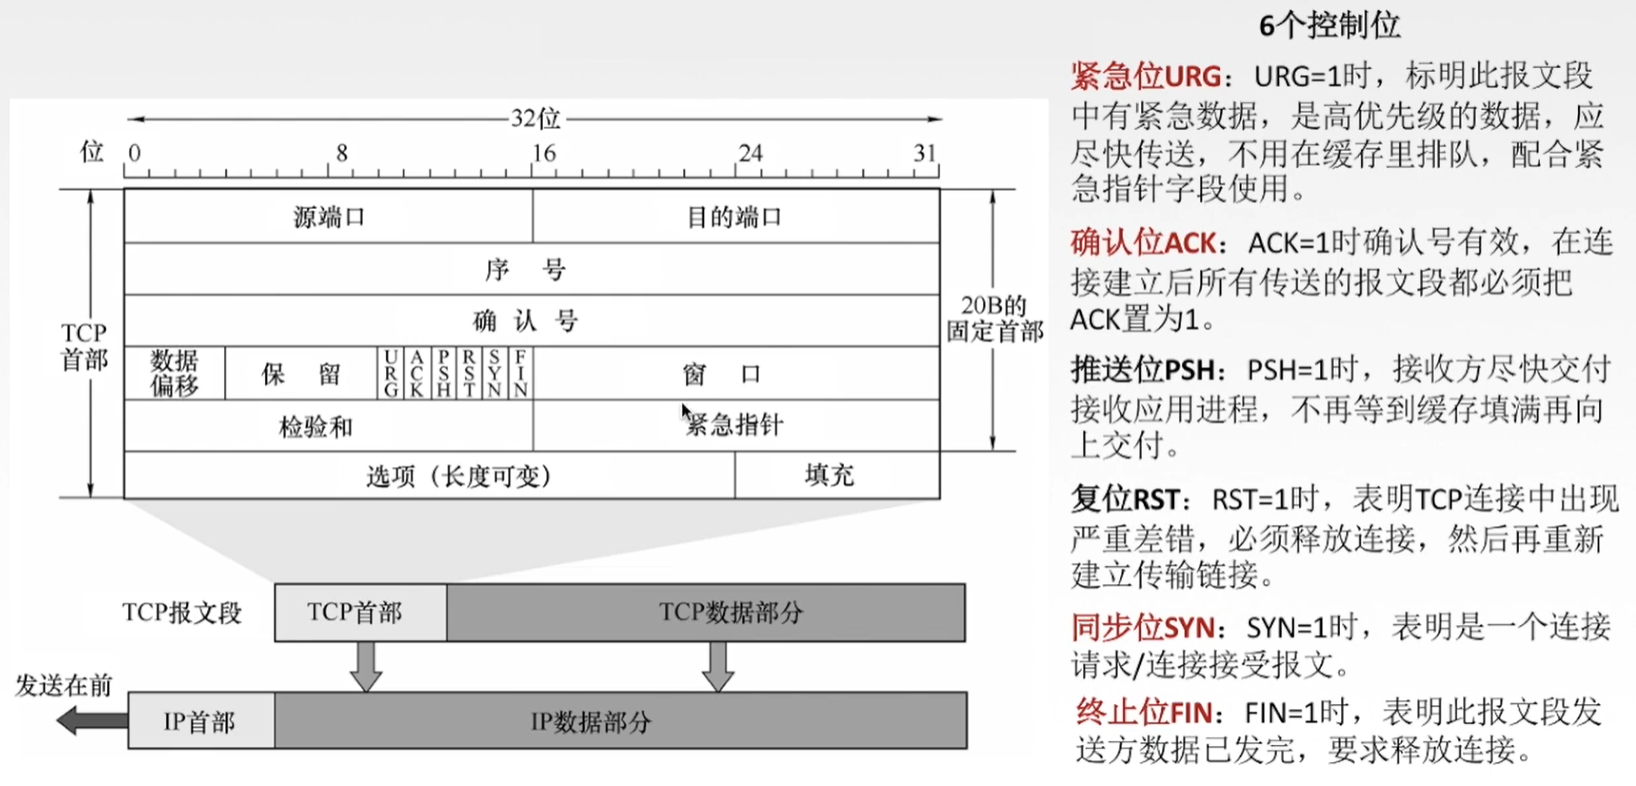 6个控制位
32位
位 0 8 16 24 31
源端口 目的端口
序 号
确 认 号
数据偏移 保 留 URG ACK PSH RST SYN FIN 窗 口
检验和 紧急指针
选项（长度可变） 填充
TCP
首部
20B的
固定首部
TCP报文段 TCP首部 TCP数据部分
发送在前
IP首部 IP数据部分
紧急位URG：URG=1时，标明此报文段
中有紧急数据，是高优先级的数据，应
尽快传送，不用在缓存里排队，配合紧
急指针字段使用。
确认位ACK：ACK=1时确认号有效，在连
接建立后所有传送的报文段都必须把
ACK置为1。
推送位PSH：PSH=1时，接收方尽快交付
接收应用进程，不再等到缓存填满再向
上交付。
复位RST：RST=1时，表明TCP连接中出现
严重差错，必须释放连接，然后再重新
建立传输链接。
同步位SYN：SYN=1时，表明是一个连接
请求/连接接受报文。
终止位FIN：FIN=1时，表明此报文段发
送方数据已发完，要求释放连接。